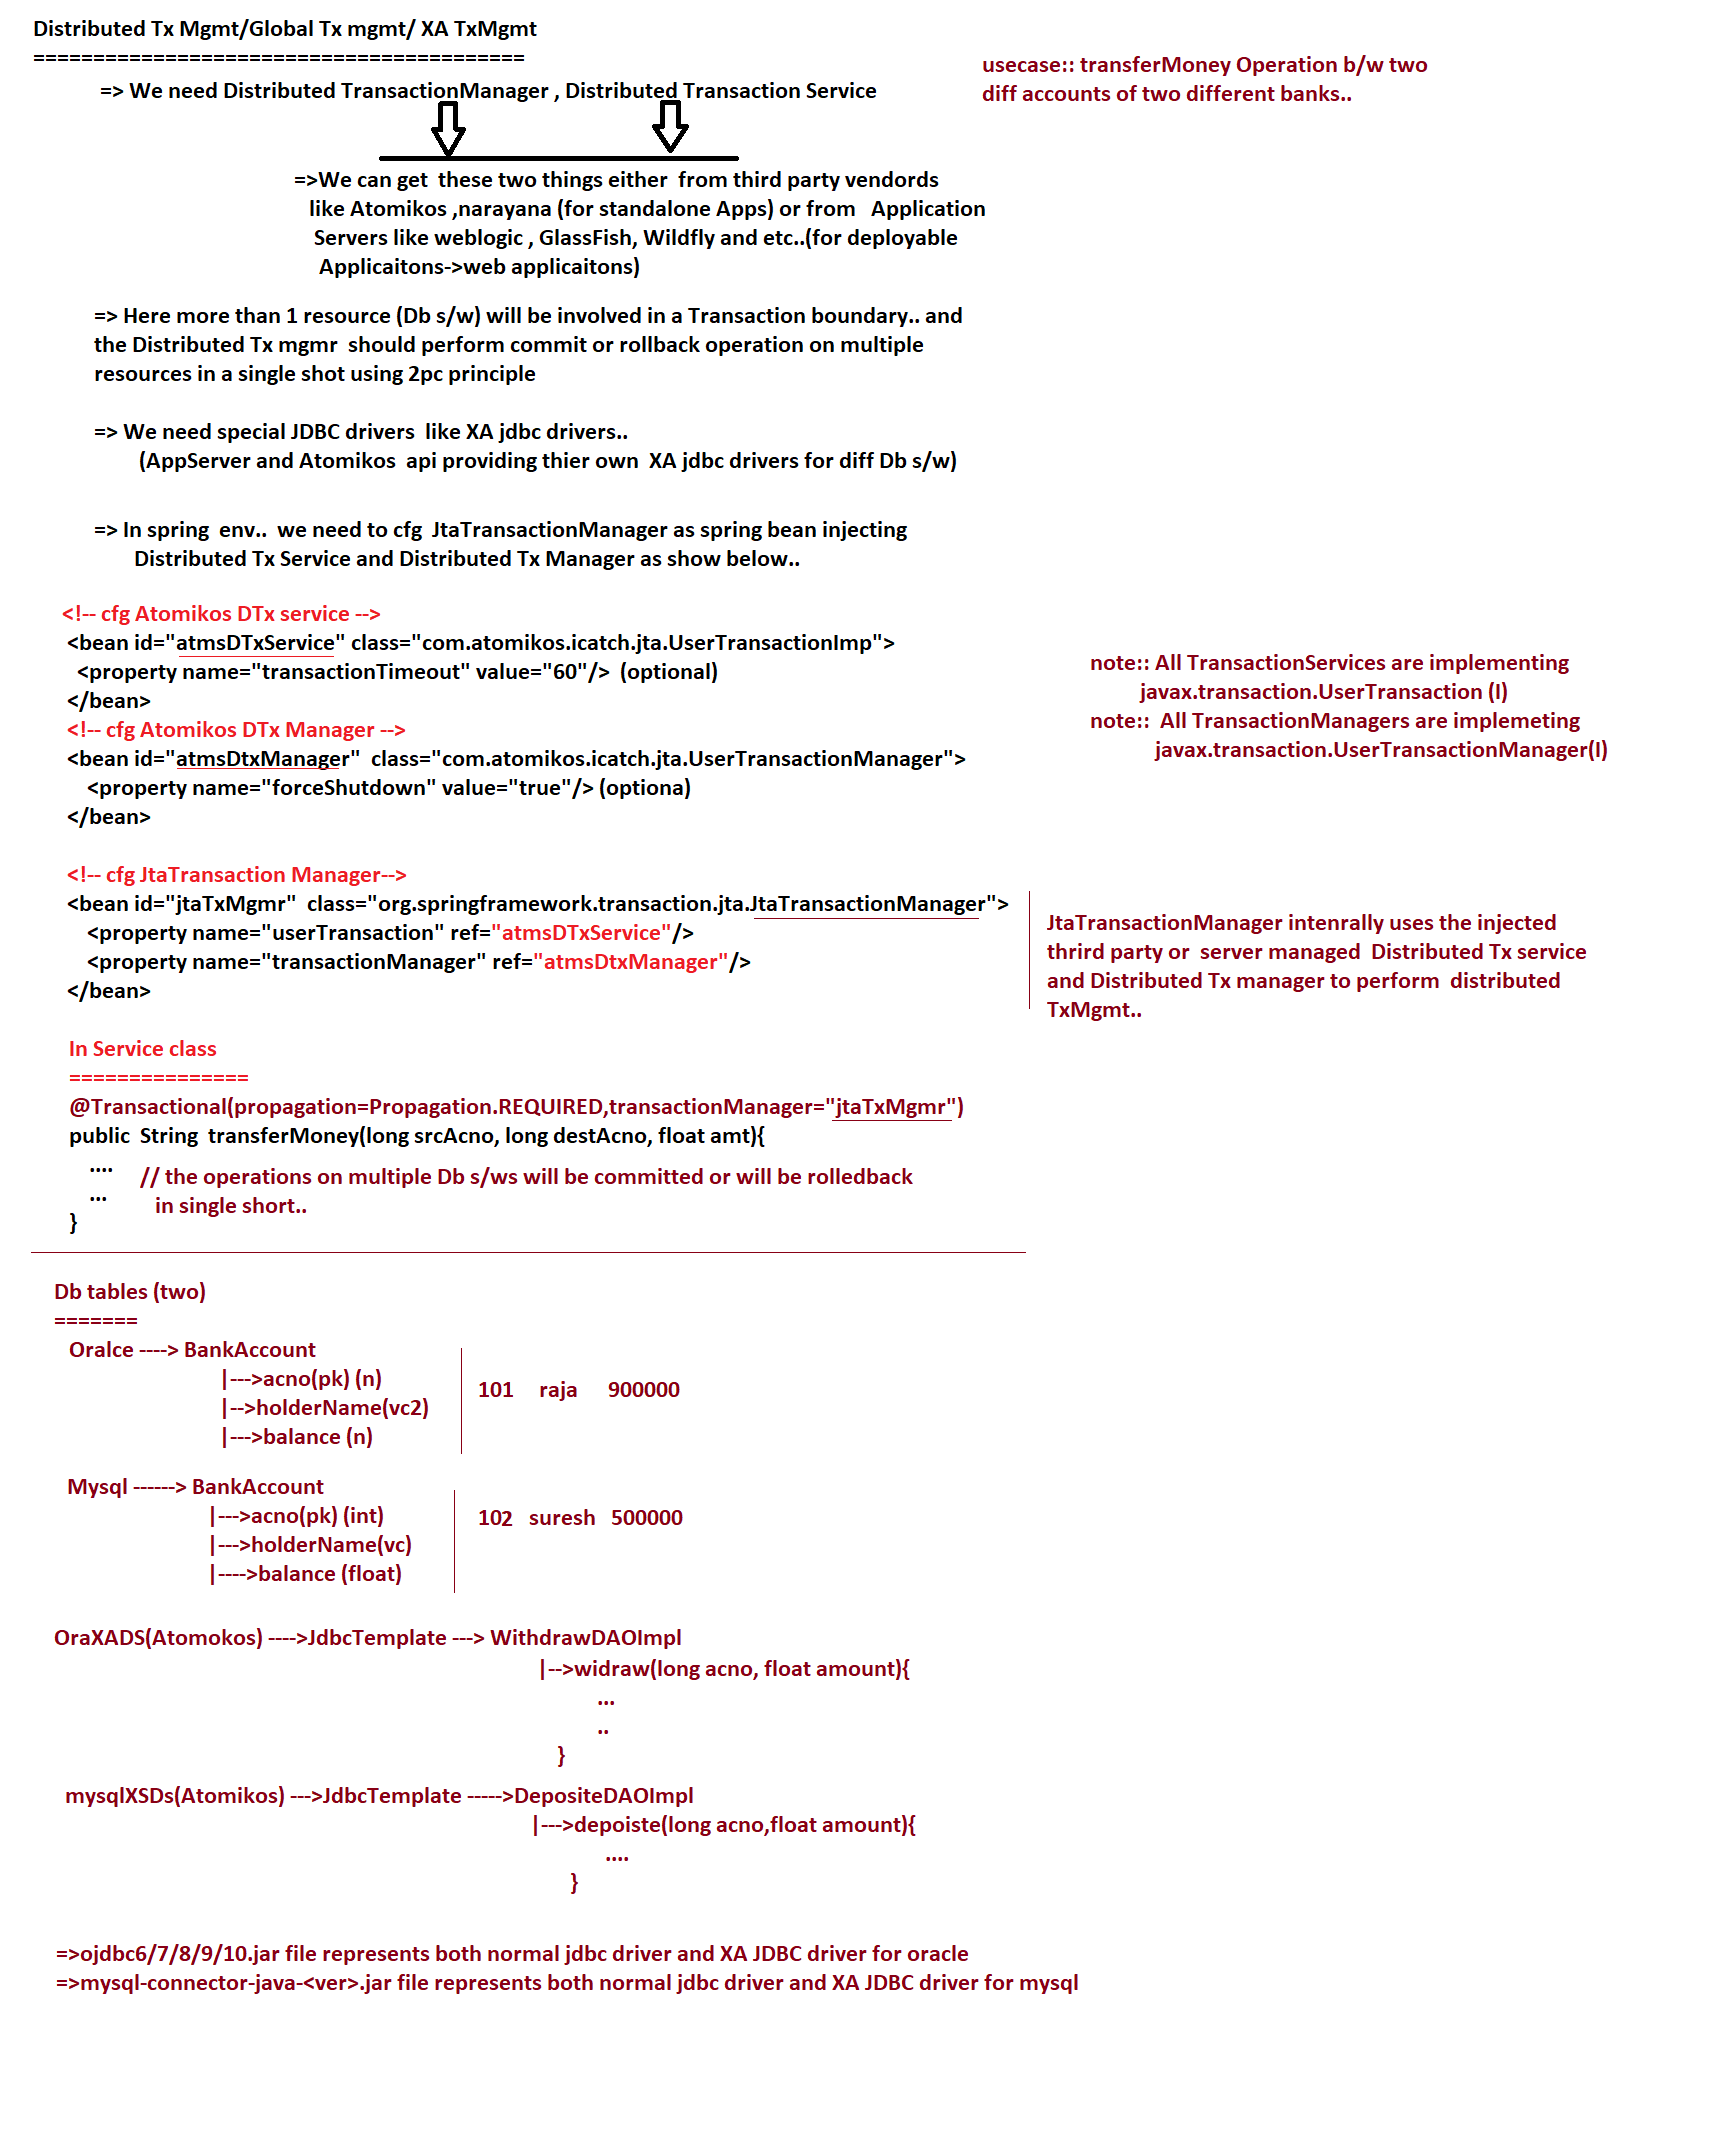 Distributed Tx Mgmt/Global Tx mgmt/ XA TxMgmt
=========================================
usecase:: transferMoney Operation b/w two
diff accounts of two different banks..
=> We need Distributed TransactionManager , Distributed Transaction Service
=>We can get  these two things either  from third party vendords
like Atomikos ,narayana (for standalone Apps) or from   Application
Servers like weblogic , GlassFish, Wildfly and etc..(for deployable
Applicaitons->web applicaitons)
=> Here more than 1 resource (Db s/w) will be involved in a Transaction boundary.. and
the Distributed Tx mgmr  should perform commit or rollback operation on multiple
resources in a single shot using 2pc principle
=> We need special JDBC drivers  like XA jdbc drivers..
(AppServer and Atomikos  api providing thier own  XA jdbc drivers for diff Db s/w)
=> In spring  env..  we need to cfg  JtaTransactionManager as spring bean injecting
Distributed Tx Service and Distributed Tx Manager as show below..
<!-- cfg Atomikos DTx service -->
<bean id="atmsDTxService" class="com.atomikos.icatch.jta.UserTransactionImp">
<property name="transactionTimeout" value="60"/>  (optional)
</bean>
<!-- cfg Atomikos DTx Manager -->
<bean id="atmsDtxManager"  class="com.atomikos.icatch.jta.UserTransactionManager">
<property name="forceShutdown" value="true"/> (optiona)
</bean>
note:: All TransactionServices are implementing
javax.transaction.UserTransaction (I)
note::  All TransactionManagers are implemeting
javax.transaction.UserTransactionManager(I)
<!-- cfg JtaTransaction Manager-->
<bean id="jtaTxMgmr"  class="org.springframework.transaction.jta.JtaTransactionManager">
<property name="userTransaction" ref="atmsDTxService"/>
<property name="transactionManager" ref="atmsDtxManager"/>
</bean>
JtaTransactionManager intenrally uses the injected
thrird party or  server managed  Distributed Tx service
and Distributed Tx manager to perform  distributed
TxMgmt..
In Service class
===============
@Transactional(propagation=Propagation.REQUIRED,transactionManager="jtaTxMgmr")
public  String  transferMoney(long srcAcno, long destAcno, float amt){
....
// the operations on multiple Db s/ws will be committed or will be rolledback
...
in single short..
}
Db tables (two)
=======
Oralce ----> BankAccount
|--->acno(pk) (n)
|-->holderName(vc2)
|--->balance (n)
101 raja 900000
Mysql ------> BankAccount
|--->acno(pk) (int)
|--->holderName(vc)
|---->balance (float)
102 suresh 500000
OraXADS(Atomokos) ---->JdbcTemplate ---> WithdrawDAOImpl
|-->widraw(long acno, float amount){
...
..
}
mysqlXSDs(Atomikos) --->JdbcTemplate ----->DepositeDAOImpl
|--->depoiste(long acno,float amount){
....
}
=>ojdbc6/7/8/9/10.jar file represents both normal jdbc driver and XA JDBC driver for oracle
=>mysql-connector-java-<ver>.jar file represents both normal jdbc driver and XA JDBC driver for mysql